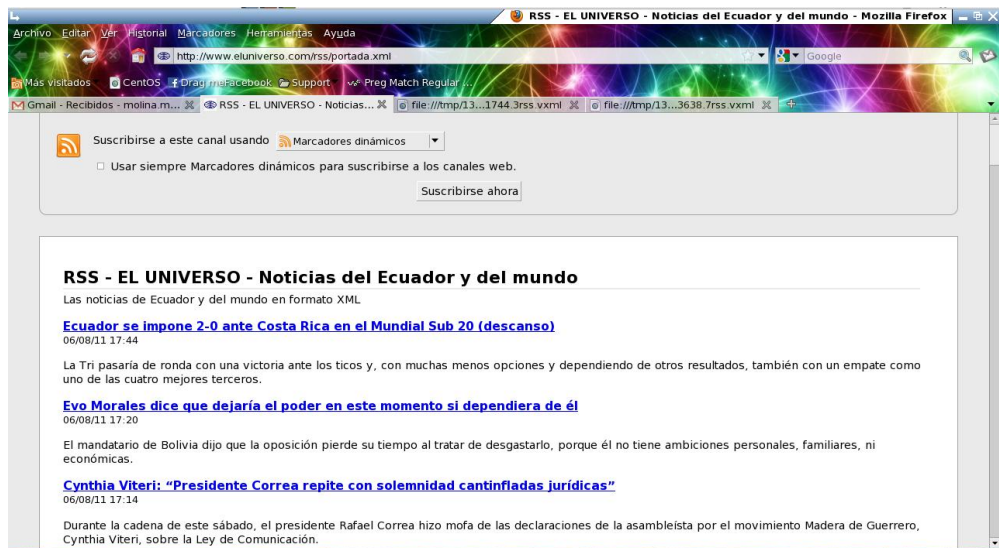 RSS - EL UNIVERSO - Noticias del Ecuador y del mundo - Mozilla Firefox
Archivo Editar Ver Historial Marcadores Herramientas Ayuda
http://www.eluniverso.com/rss/portada.xml
Google
Más visitados CentOS Drag meFacebook Support Preg Match Regular ...
Gmail - Recibidos - molina.m... RSS - EL UNIVERSO - Noticias... file:///tmp/13...1744.3rss.vxml file:///tmp/13...3638.7rss.vxml
Suscribirse a este canal usando Marcadores dinámicos
Usar siempre Marcadores dinámicos para suscribirse a los canales web.
Suscribirse ahora
RSS - EL UNIVERSO - Noticias del Ecuador y del mundo
Las noticias de Ecuador y del mundo en formato XML
Ecuador se impone 2-0 ante Costa Rica en el Mundial Sub 20 (descanso)
06/08/11 17:44
La Tri pasaría de ronda con una victoria ante los ticos y, con muchas menos opciones y dependiendo de otros resultados, también con un empate como
uno de las cuatro mejores terceros.
Evo Morales dice que dejaría el poder en este momento si dependiera de él
06/08/11 17:20
El mandatario de Bolivia dijo que la oposición pierde su tiempo al tratar de desgastarlo, porque él no tiene ambiciones personales, familiares, ni
económicas.
Cynthia Viteri: “Presidente Correa repite con solemnidad cantinfladas jurídicas”
06/08/11 17:14
Durante la cadena de este sábado, el presidente Rafael Correa hizo mofa de las declaraciones de la asambleísta por el movimiento Madera de Guerrero,
Cynthia Viteri, sobre la Ley de Comunicación.